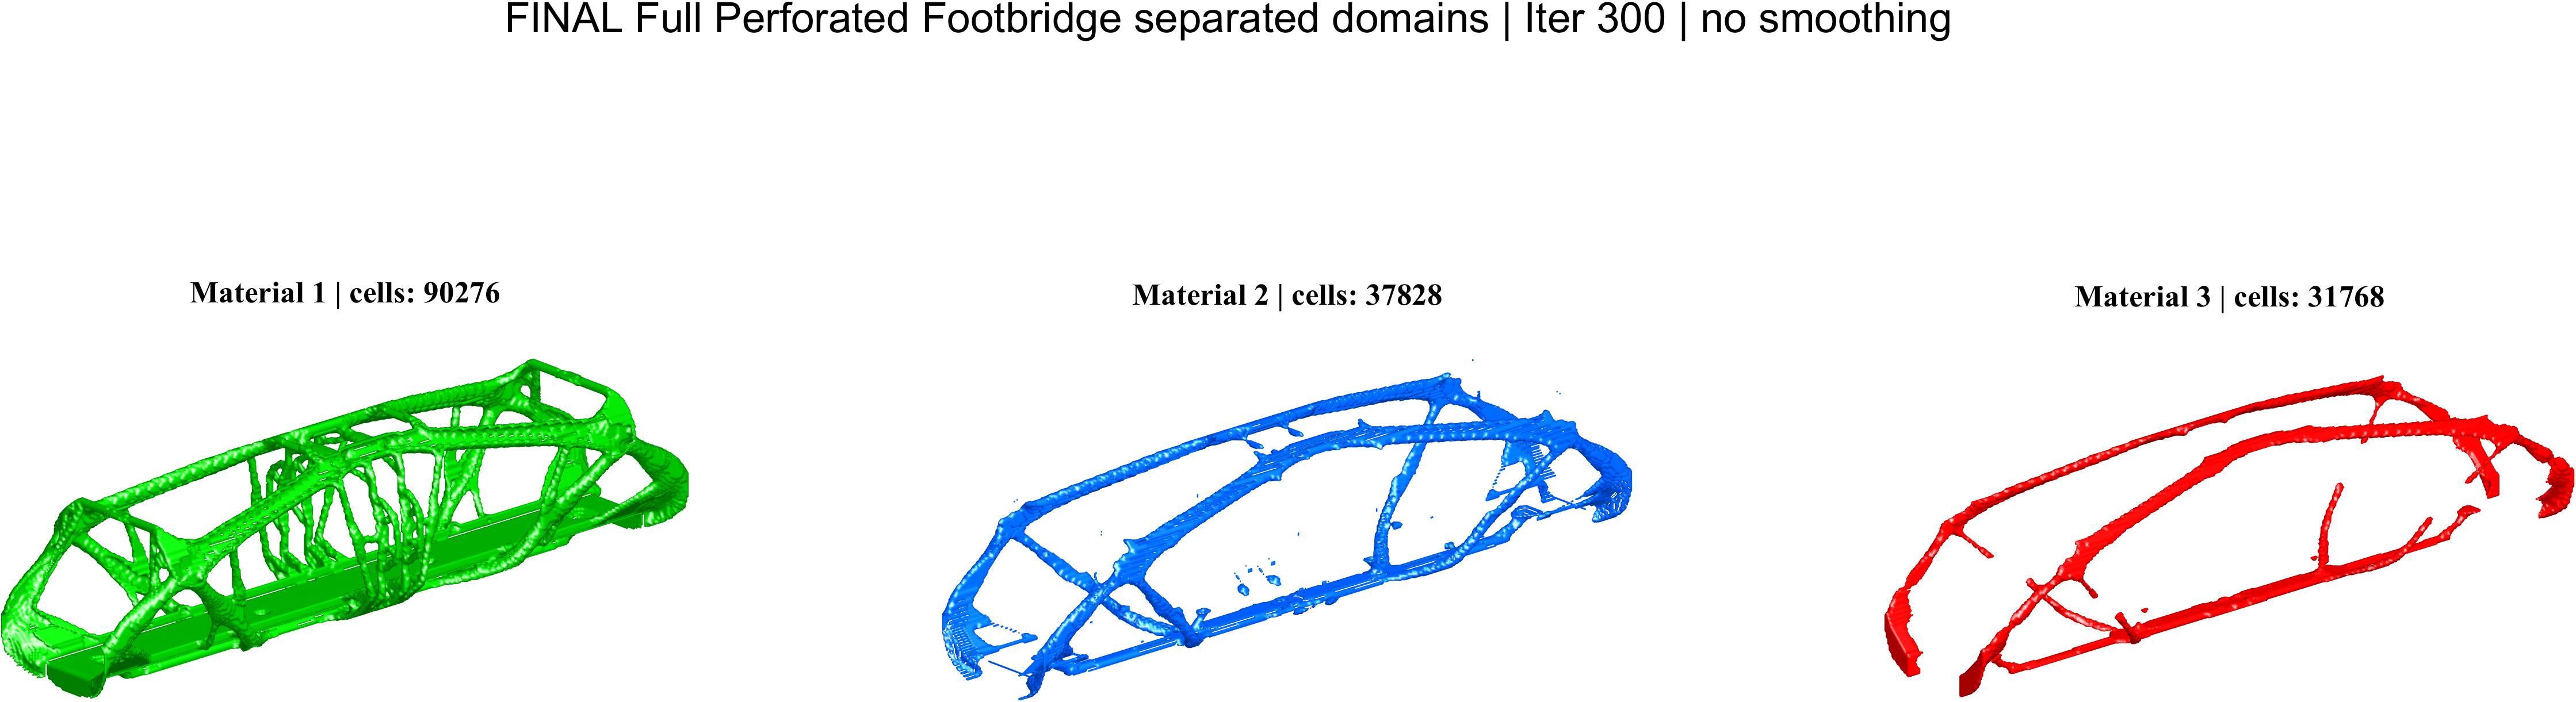 FINAL Full Perforated Footbridge separated domains | Iter 300 | no smoothing
Material 1 | cells: 90276
Material 2 | cells: 37828
Material 3 | cells: 31768